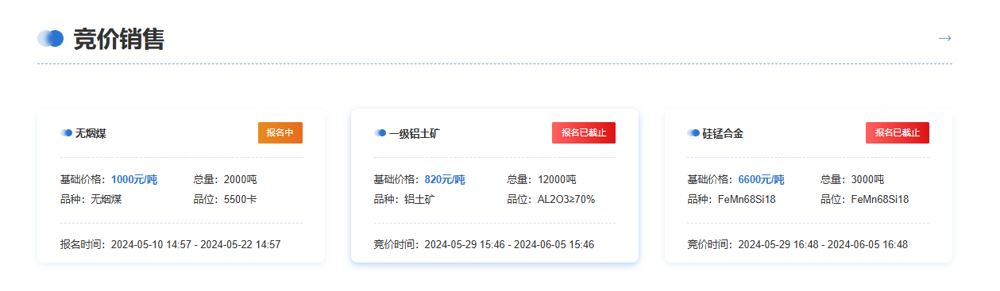 竞价销售
→
无烟煤 报名中
基础价格：1000元/吨 总量：2000吨
品种：无烟煤 品位：5500卡
报名时间：2024-05-10 14:57 - 2024-05-22 14:57
一级铝土矿 报名已截止
基础价格：820元/吨 总量：12000吨
品种：铝土矿 品位：AL2O3≥70%
竞价时间：2024-05-29 15:46 - 2024-06-05 15:46
硅锰合金 报名已截止
基础价格：6600元/吨 总量：3000吨
品种：FeMn68Si18 品位：FeMn68Si18
竞价时间：2024-05-29 16:48 - 2024-06-05 16:48